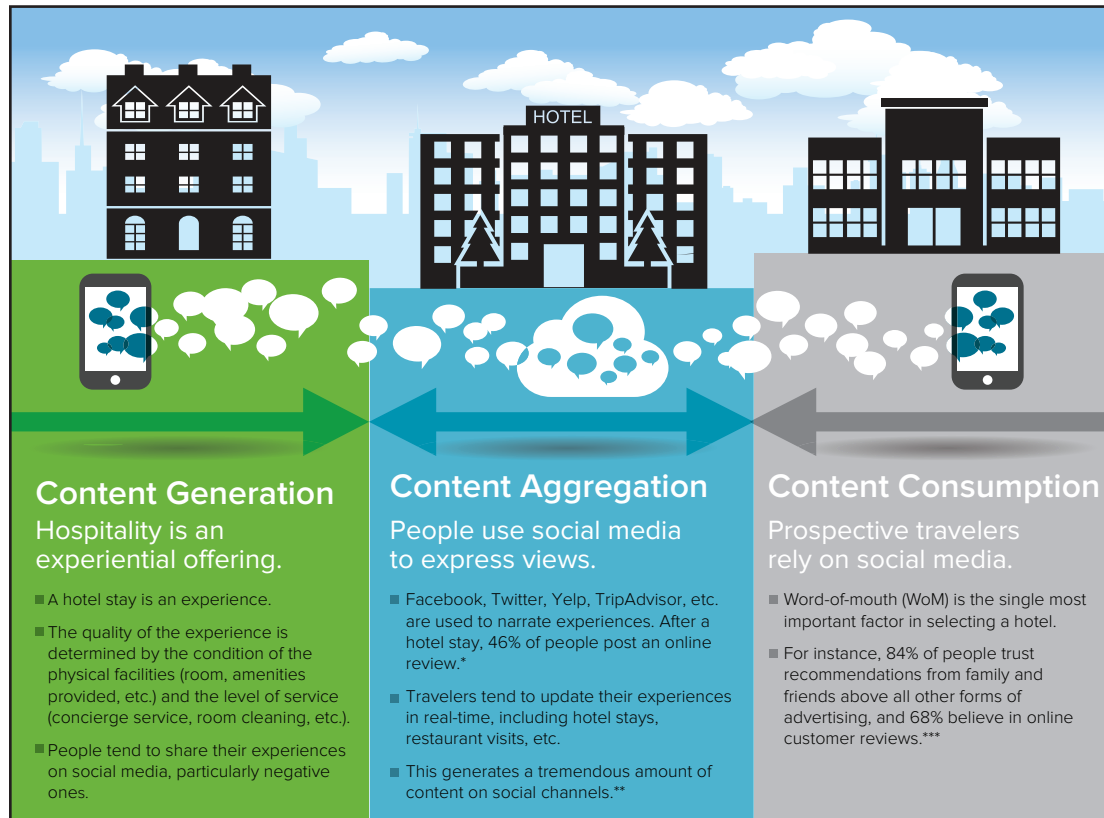 HOTEL
Content Generation
Hospitality is an
experiential offering.
A hotel stay is an experience.
The quality of the experience is
determined by the condition of the
physical facilities (room, amenities
provided, etc.) and the level of service
(concierge service, room cleaning, etc.).
People tend to share their experiences
on social media, particularly negative
ones.
Content Aggregation
People use social media
to express views.
Facebook, Twitter, Yelp, TripAdvisor, etc.
are used to narrate experiences. After a
hotel stay, 46% of people post an online
review.*
Travelers tend to update their experiences
in real-time, including hotel stays,
restaurant visits, etc.
This generates a tremendous amount of
content on social channels.**
Content Consumption
Prospective travelers
rely on social media.
Word-of-mouth (WoM) is the single most
important factor in selecting a hotel.
For instance, 84% of people trust
recommendations from family and
friends above all other forms of
advertising, and 68% believe in online
customer reviews.***